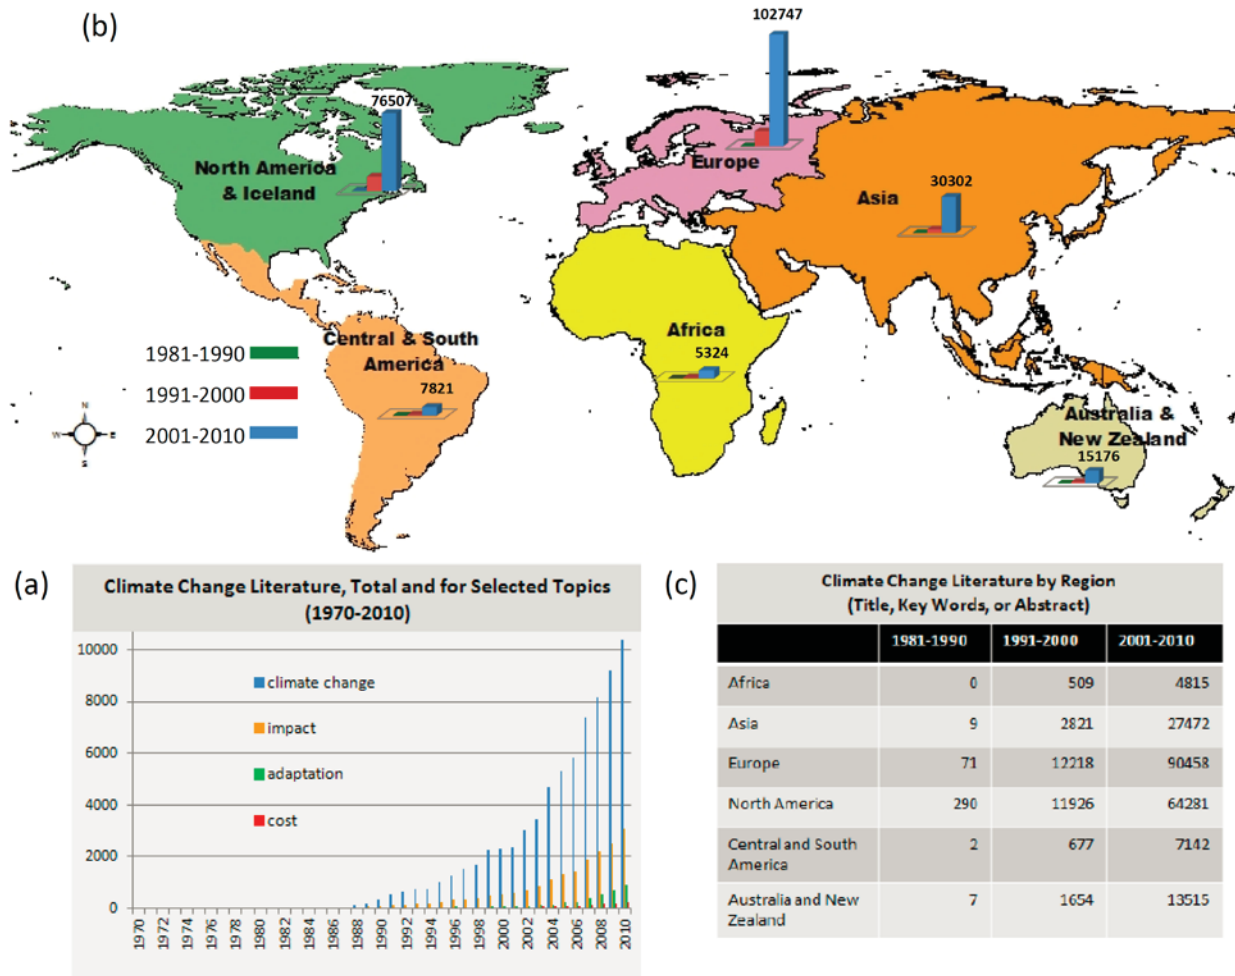 (b)
102747
76507
North America
& Iceland
Europe
Asia
30302
Africa
5324
Central & South
America
7821
1981-1990
1991-2000
2001-2010
N
W E
S
Australia &
New Zealand
15176
(a)
Climate Change Literature, Total and for Selected Topics
(1970-2010)
10000
8000
6000
4000
2000
0
climate change
impact
adaptation
cost
1970 1972 1974 1976 1978 1980 1982 1984 1986 1988 1990 1992 1994 1996 1998 2000 2002 2004 2006 2008 2010
(c)
Climate Change Literature by Region
(Title, Key Words, or Abstract)
1981-1990 1991-2000 2001-2010
Africa 0 509 4815
Asia 9 2821 27472
Europe 71 12218 90458
North America 290 11926 64281
Central and South
America 2 677 7142
Australia and New
Zealand 7 1654 13515